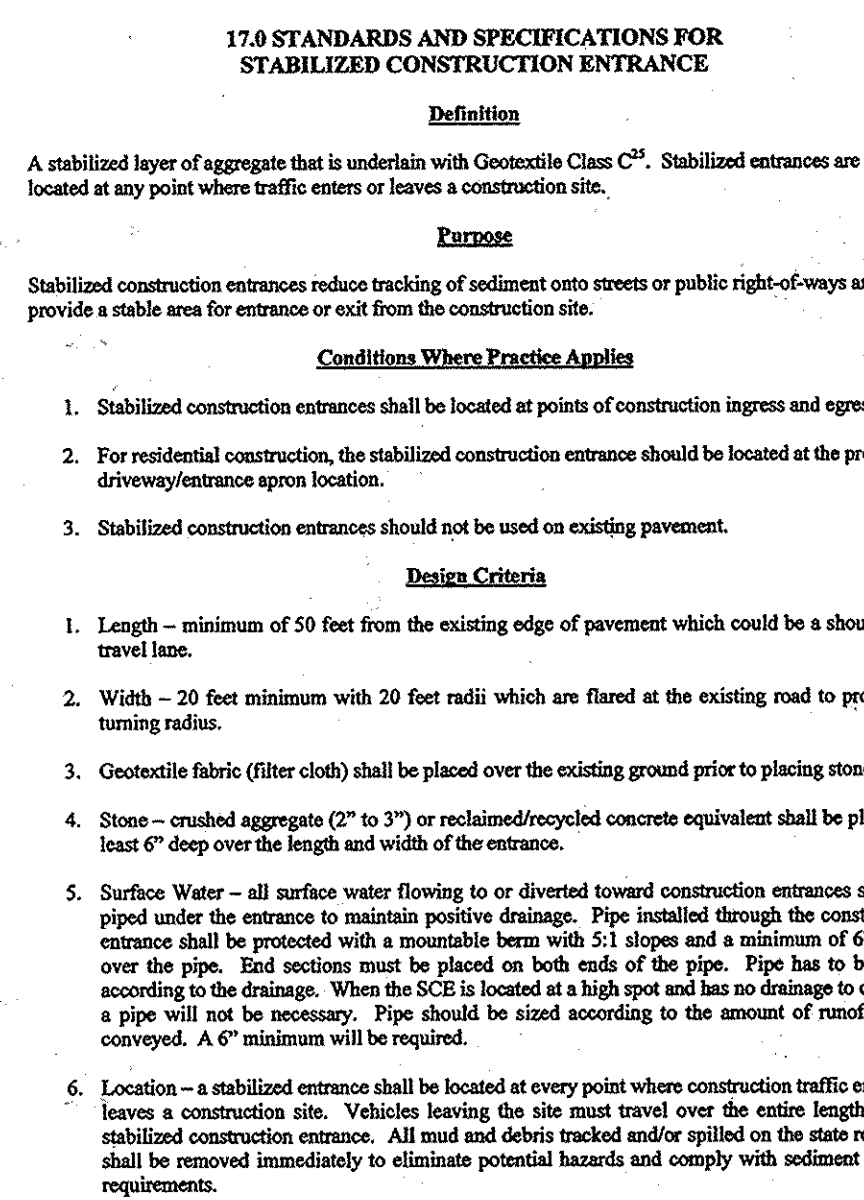 17.0 STANDARDS AND SPECIFICATIONS FOR
STABILIZED CONSTRUCTION ENTRANCE
Definition
A stabilized layer of aggregate that is underlain with Geotextile Class C25. Stabilized entrances are
located at any point where traffic enters or leaves a construction site.
Purpose
Stabilized construction entrances reduce tracking of sediment onto streets or public right-of-ways
provide a stable area for entrance or exit from the construction site.
Conditions Where Practice Applies
1. Stabilized construction entrances shall be located at points of construction ingress and
2. For residential construction, the stabilized construction entrance should be located at the
driveway/entrance apron location.
3. Stabilized construction entrances should not be used on existing pavement.
Design Criteria
1. Length – minimum of 50 feet from the existing edge of pavement which could be a
travel lane.
2. Width – 20 feet minimum with 20 feet radii which are flared at the existing road to
turning radius.
3. Geotextile fabric (filter cloth) shall be placed over the existing ground prior to placing
4. Stone – crushed aggregate (2” to 3”) or reclaimed/recycled concrete equivalent shall be
least 6” deep over the length and width of the entrance.
5. Surface Water – all surface water flowing to or diverted toward construction entrances
piped under the entrance to maintain positive drainage. Pipe installed through the
entrance shall be protected with a mountable berm with 5:1 slopes and a minimum of
over the pipe. End sections must be placed on both ends of the pipe. Pipe has to
according to the drainage. When the SCE is located at a high spot and has no drainage to
a pipe will not be necessary. Pipe should be sized according to the amount of
conveyed. A 6” minimum will be required.
6. Location – a stabilized entrance shall be located at every point where construction traffic
leaves a construction site. Vehicles leaving the site must travel over the entire length
stabilized construction entrance. All mud and debris tracked and/or spilled on the state
shall be removed immediately to eliminate potential hazards and comply with sediment
requirements.